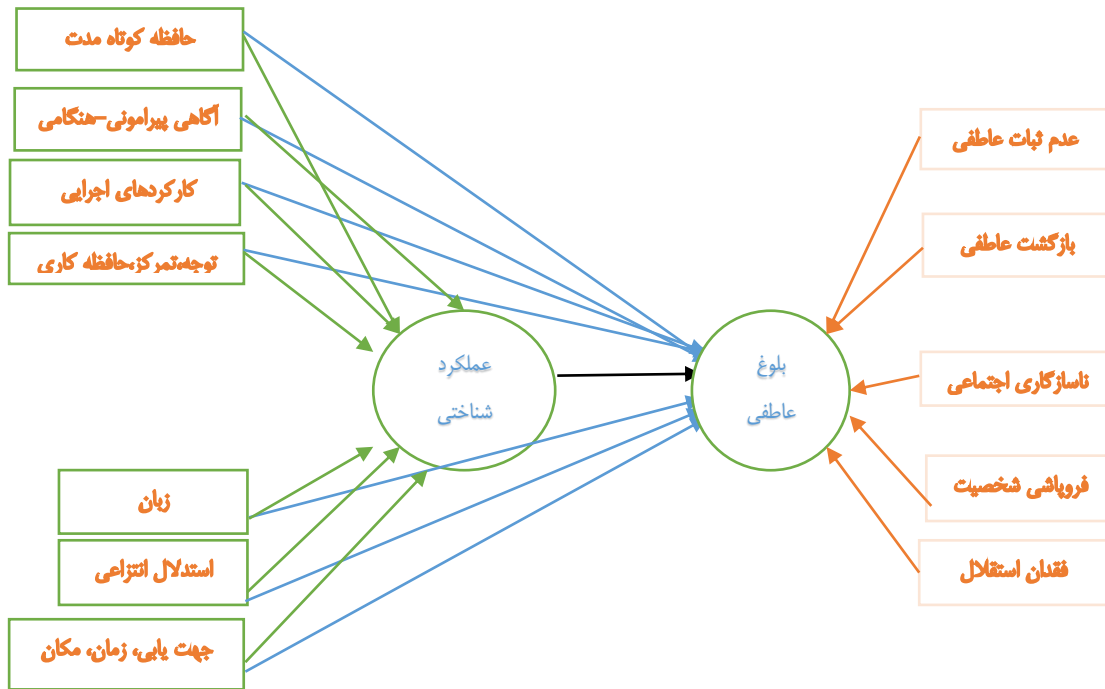 حافظه کوتاه مدت
آگاهی پیرامونی-هنگامی
کارکردهای اجرایی
توجه،تمرکز،حافظه کاری
زبان
استدلال انتزاعی
جهت یابی، زمان، مکان
عملکرد
شناختی
بلوغ
عاطفی
عدم ثبات عاطفی
بازگشت عاطفی
ناسازگاری اجتماعی
فروپاشی شخصیت
فقدان استقلال